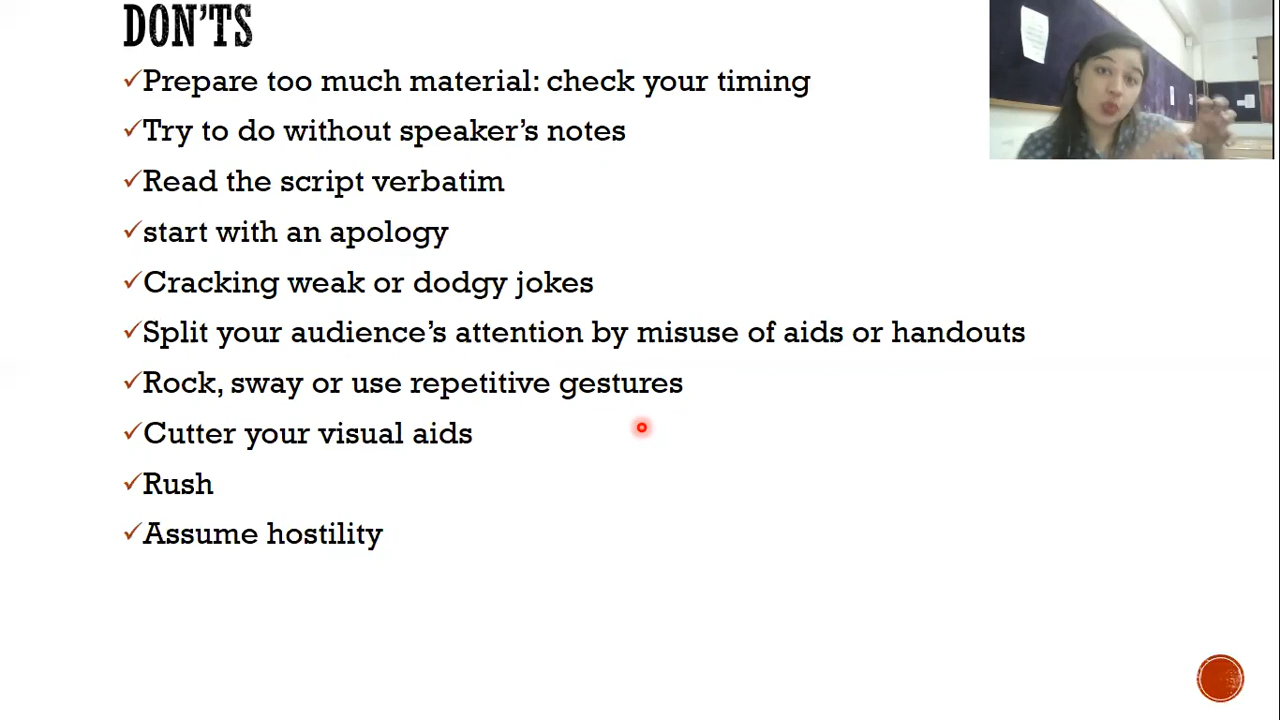 DON'TS
✓Prepare too much material: check your timing
✓Try to do without speaker's notes
✓Read the script verbatim
✓start with an apology
✓Cracking weak or dodgy jokes
✓Split your audience's attention by misuse of aids or handouts
✓Rock, sway or use repetitive gestures
✓Cutter your visual aids
✓Rush
✓Assume hostility